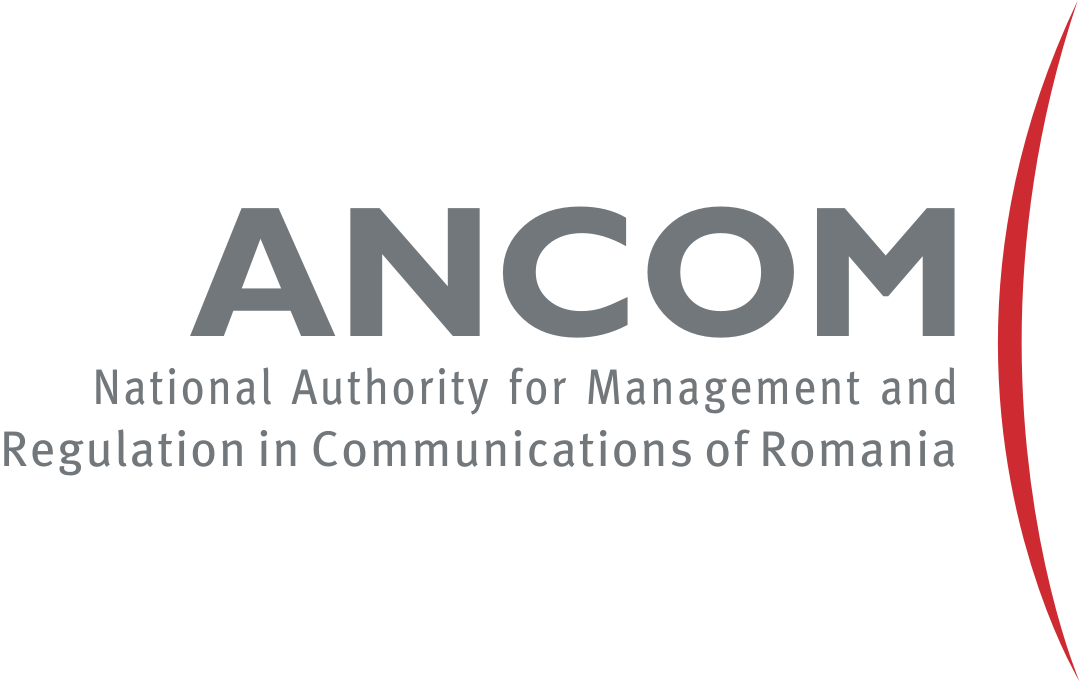 ANCOM
National Authority for Management and
Regulation in Communications of Romania